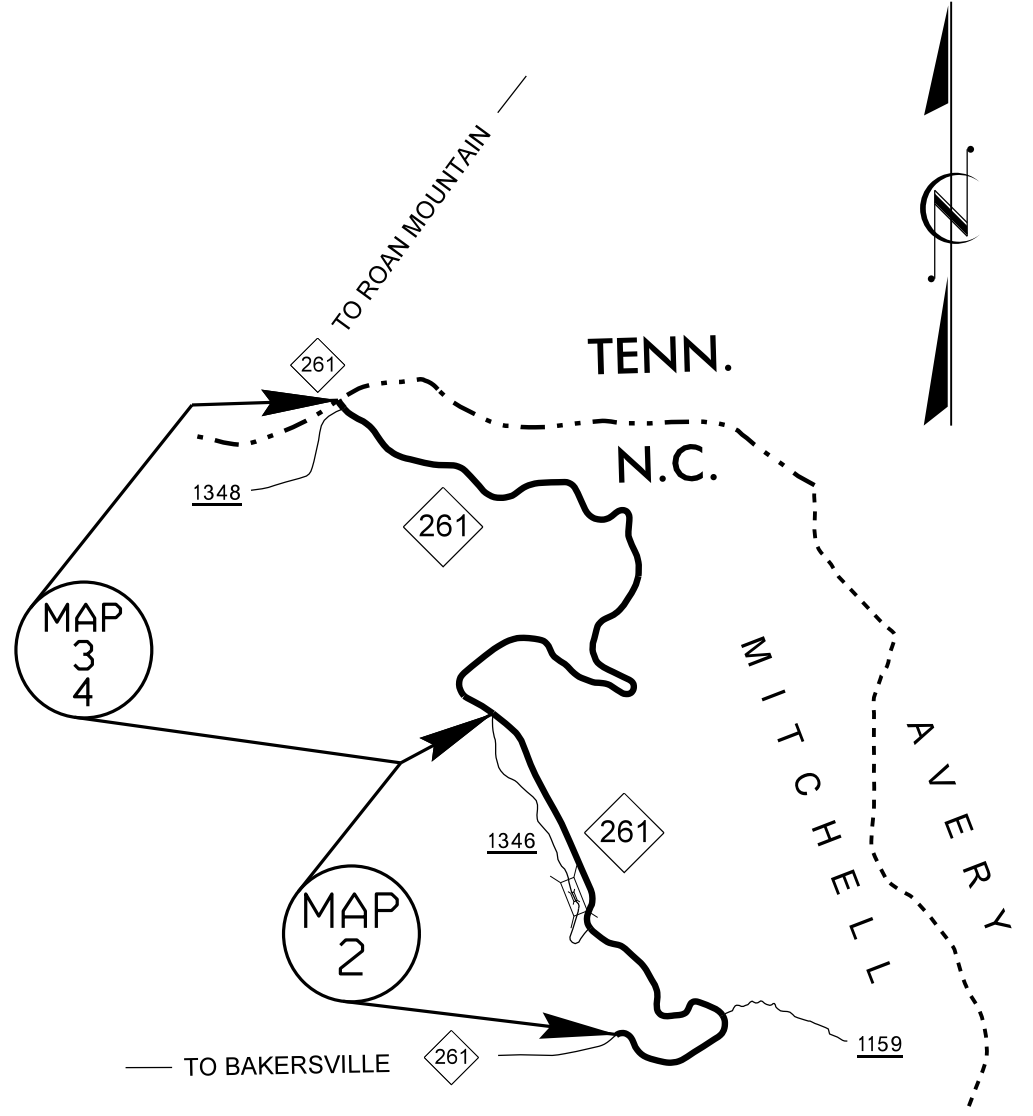 N
TO ROAN MOUNTAIN
261
TENN.
N.C.
1348
261
MAP
3
4
MITCHELL
AVERY
1346
261
MAP
2
1159
TO BAKERSVILLE
261